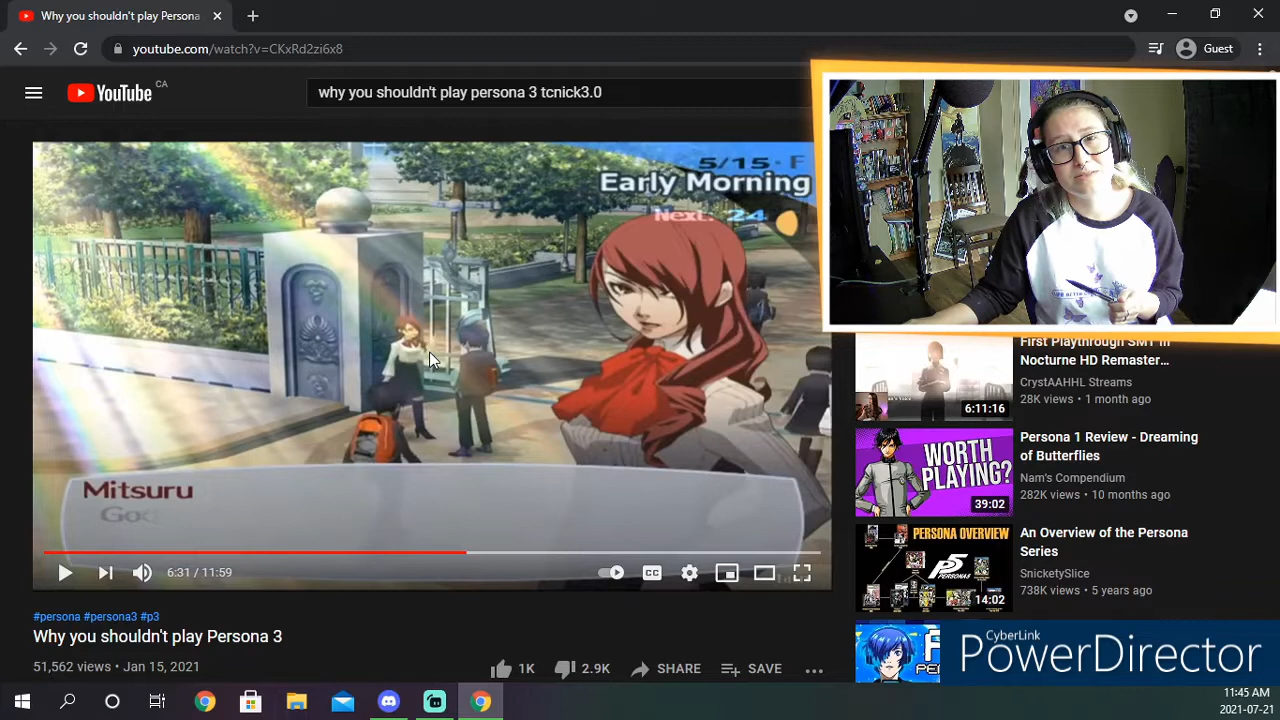 Why you shouldn't play Persona
youtube.com/watch?v=CKxRd2zi6x8
Guest
YouTube CA
why you shouldn't play persona 3 tcnick3.0
5/15 · F
Early Morning
Next: 24
Mitsuru
Goo
6:31 / 11:59
CC
#persona #persona3 #p3
Why you shouldn't play Persona 3
51,562 views • Jan 15, 2021
1K
2.9K
SHARE
SAVE
First Playthrough SMT III
Nocturne HD Remaster...
CrystAAHHL Streams
28K views • 1 month ago
6:11:16
WORTH
PLAYING?
39:02
Persona 1 Review - Dreaming
of Butterflies
Nam's Compendium
282K views • 10 months ago
PERSONA OVERVIEW
P5
14:02
An Overview of the Persona
Series
SnicketySlice
738K views • 5 years ago
CyberLink
PowerDirector
11:45 AM
2021-07-21